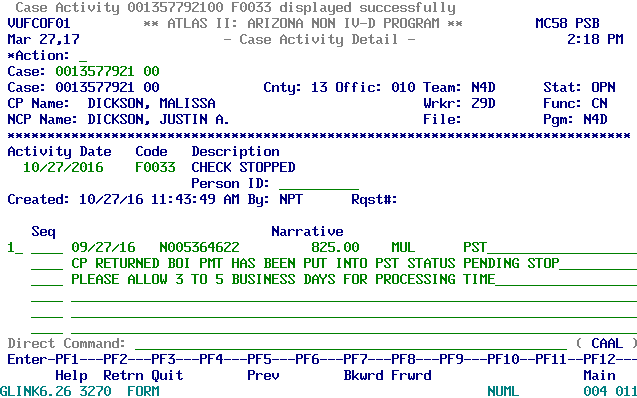 Case Activity 001357792100 F0033 displayed successfully
VUFCOF01 ** ATLAS II: ARIZONA NON IV-D PROGRAM ** MC58 PSB
Mar 27,17 - Case Activity Detail - 2:18 PM
*Action: _
Case: 0013577921 00
Case: 0013577921 00 Cnty: 13 Offic: 010 Team: N4D Stat: OPN
CP Name: DICKSON, MALISSA Wrkr: Z9D Func: CN
NCP Name: DICKSON, JUSTIN A. File: Pgm: N4D
******************************************************************************
Activity Date Code Description
10/27/2016 F0033 CHECK STOPPED
Person ID: __________
Created: 10/27/16 11:43:49 AM By: NPT Rqst#:
Seq Narrative
1_ ____ 09/27/16 N005364622 825.00 MUL PST_______________
____ CP RETURNED BOI PMT HAS BEEN PUT INTO PST STATUS PENDING STOP__________
____ PLEASE ALLOW 3 TO 5 BUSINESS DAYS FOR PROCESSING TIME__________________
____ _______________________________________________________________________
____ _______________________________________________________________________
____ _______________________________________________________________________
Direct Command: ______________________________________________________ ( CAAL )
Enter-PF1---PF2---PF3---PF4---PF5---PF6---PF7---PF8---PF9---PF10--PF11--PF12---
Help Retrn Quit Prev Bkwrd Frwrd Main
GLINK6.26 3270 FORM NUML 004 011